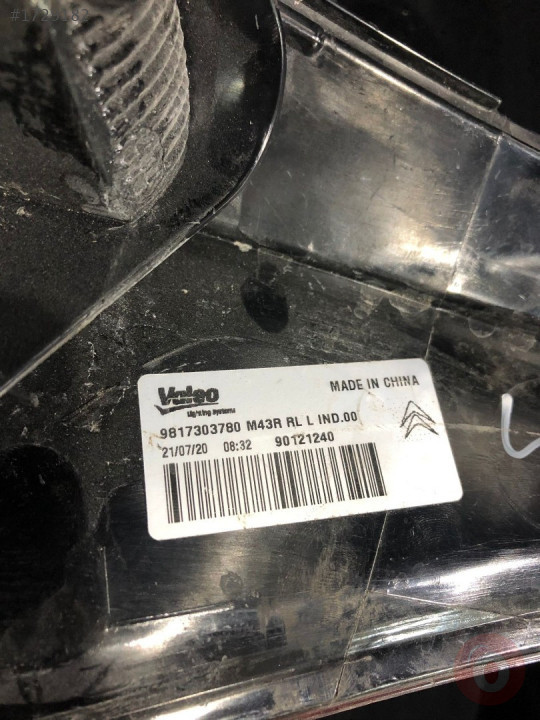 Valeo
Lighting Systems
MADE IN CHINA
9817303780 M43R RL L IND.00
21/07/20 08:32 90121240